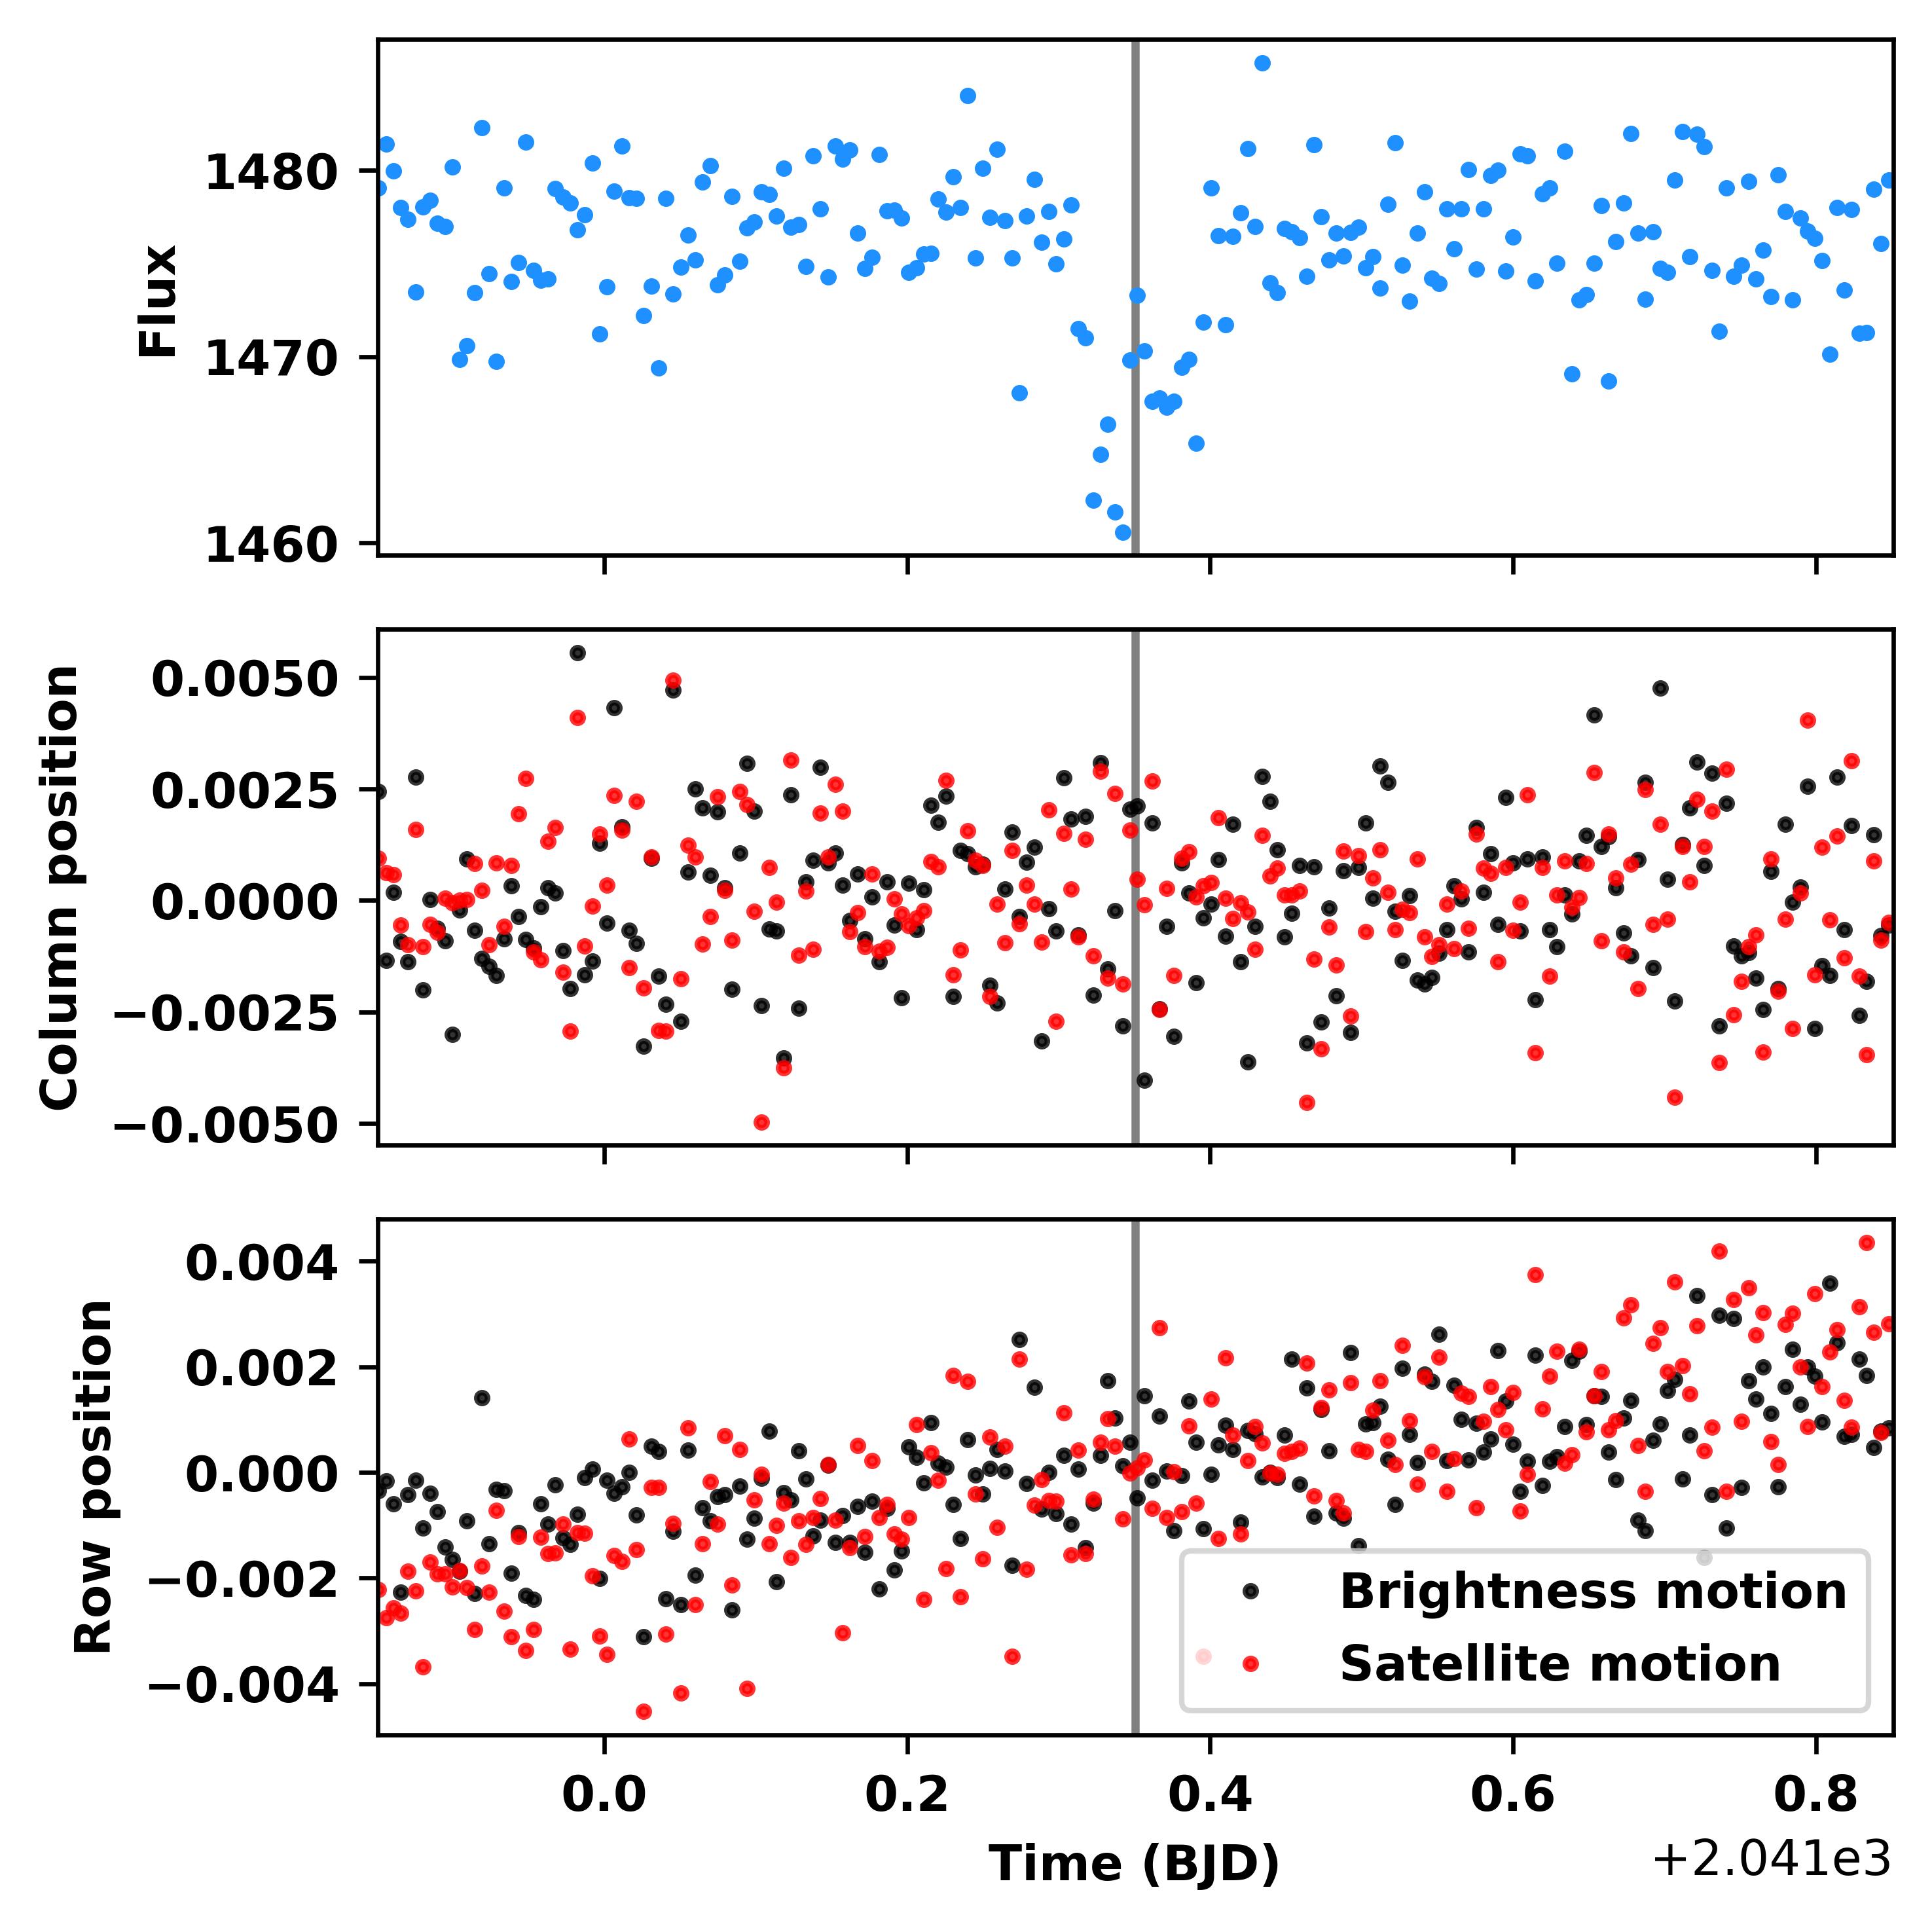 Flux
1480
1470
1460
Column position
0.0050
0.0025
0.0000
−0.0025
−0.0050
Row position
0.004
0.002
0.000
−0.002
−0.004
Brightness motion
Satellite motion
0.0 0.2 0.4 0.6 0.8
Time (BJD)
+2.041e3